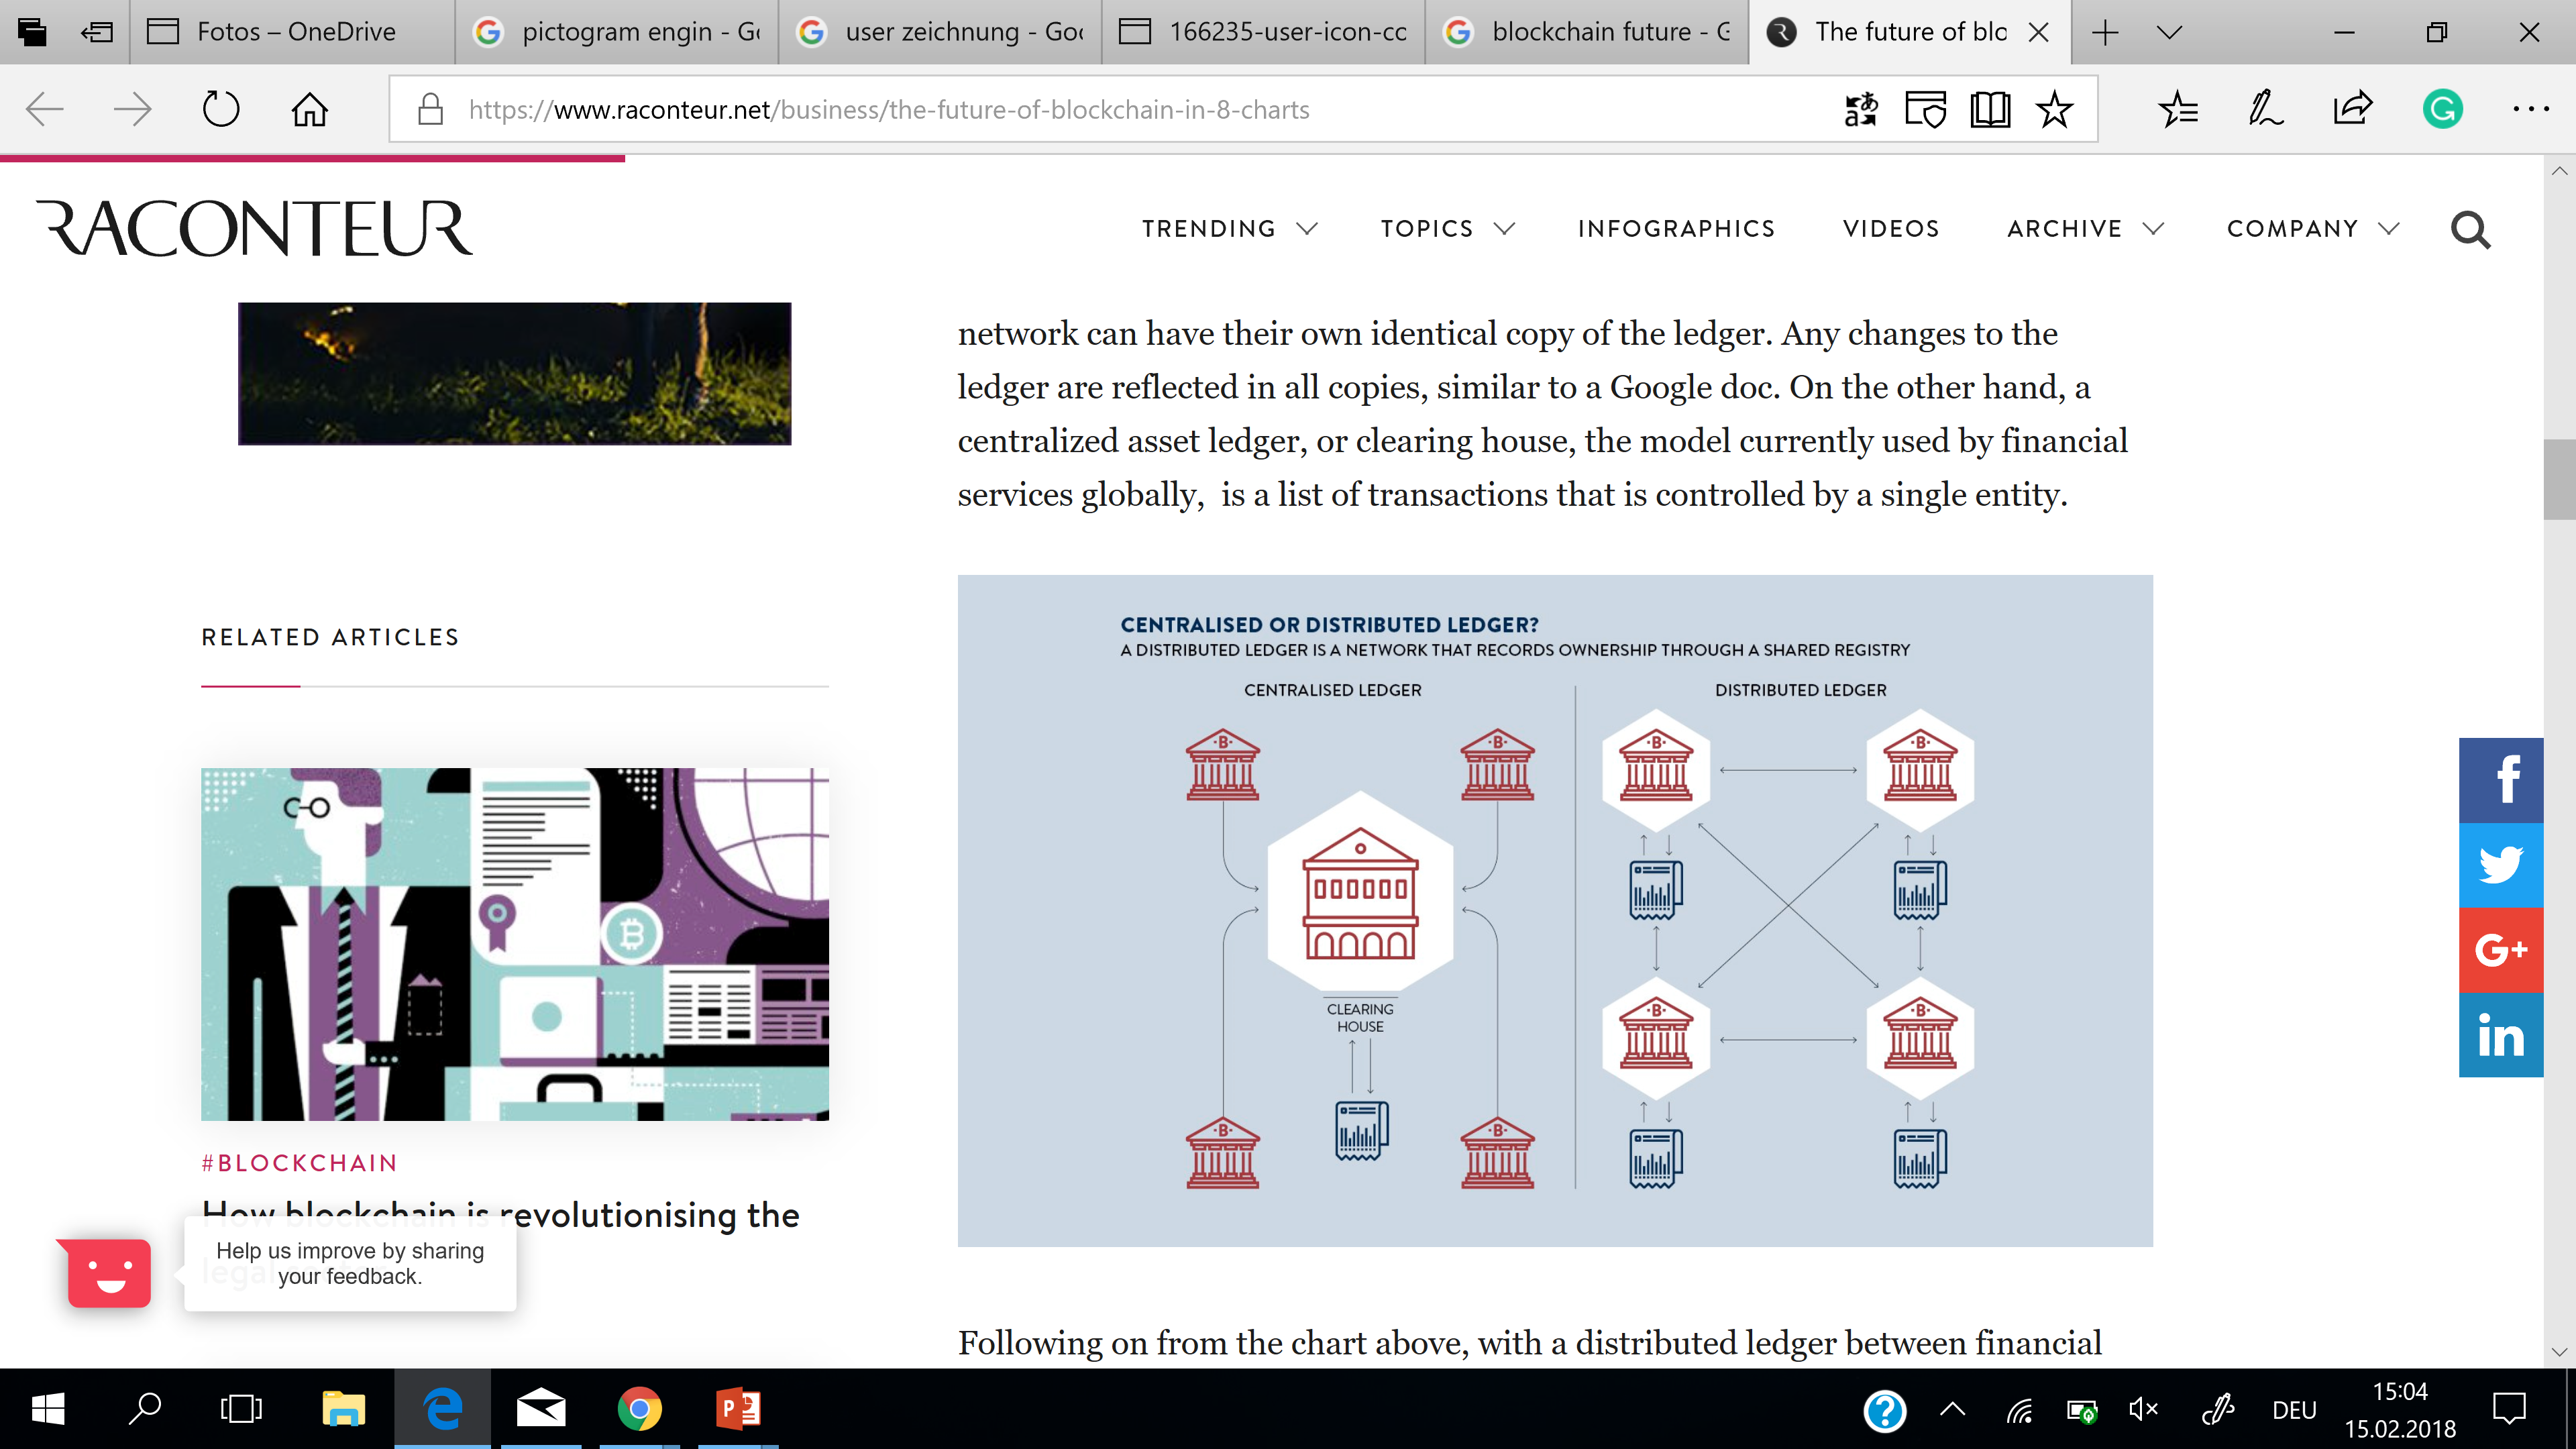 Fotos – OneDrive
pictogram engin - Go
user zeichnung - Goo
166235-user-icon-cc
blockchain future - G
The future of blo
https://www.raconteur.net/business/the-future-of-blockchain-in-8-charts
RACONTEUR
TRENDING
TOPICS
INFOGRAPHICS
VIDEOS
ARCHIVE
COMPANY
network can have their own identical copy of the ledger. Any changes to the
ledger are reflected in all copies, similar to a Google doc. On the other hand, a
centralized asset ledger, or clearing house, the model currently used by financial
services globally,  is a list of transactions that is controlled by a single entity.
RELATED ARTICLES
#BLOCKCHAIN
How blockchain is revolutionising the
legal
Help us improve by sharing
your feedback.
CENTRALISED OR DISTRIBUTED LEDGER?
A DISTRIBUTED LEDGER IS A NETWORK THAT RECORDS OWNERSHIP THROUGH A SHARED REGISTRY
CENTRALISED LEDGER
DISTRIBUTED LEDGER
·B·
·B·
·B·
·B·
CLEARING
HOUSE
·B·
·B·
·B·
·B·
Following on from the chart above, with a distributed ledger between financial
f
G+
in
DEU
15:04
15.02.2018